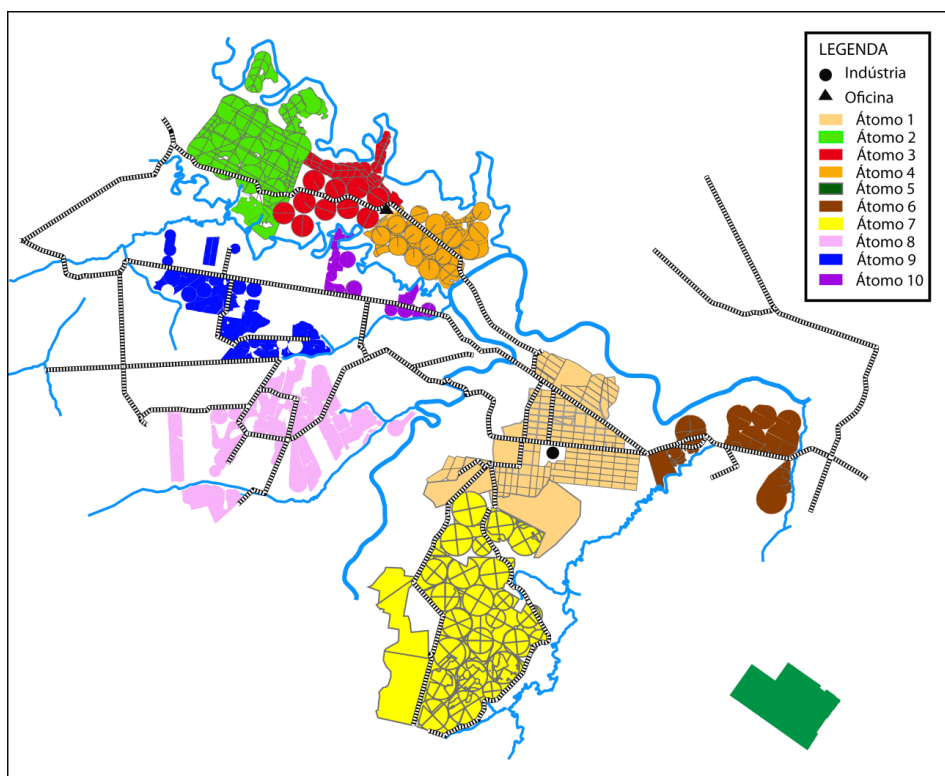 LEGENDA
Indústria
Oficina
Átomo 1
Átomo 2
Átomo 3
Átomo 4
Átomo 5
Átomo 6
Átomo 7
Átomo 8
Átomo 9
Átomo 10